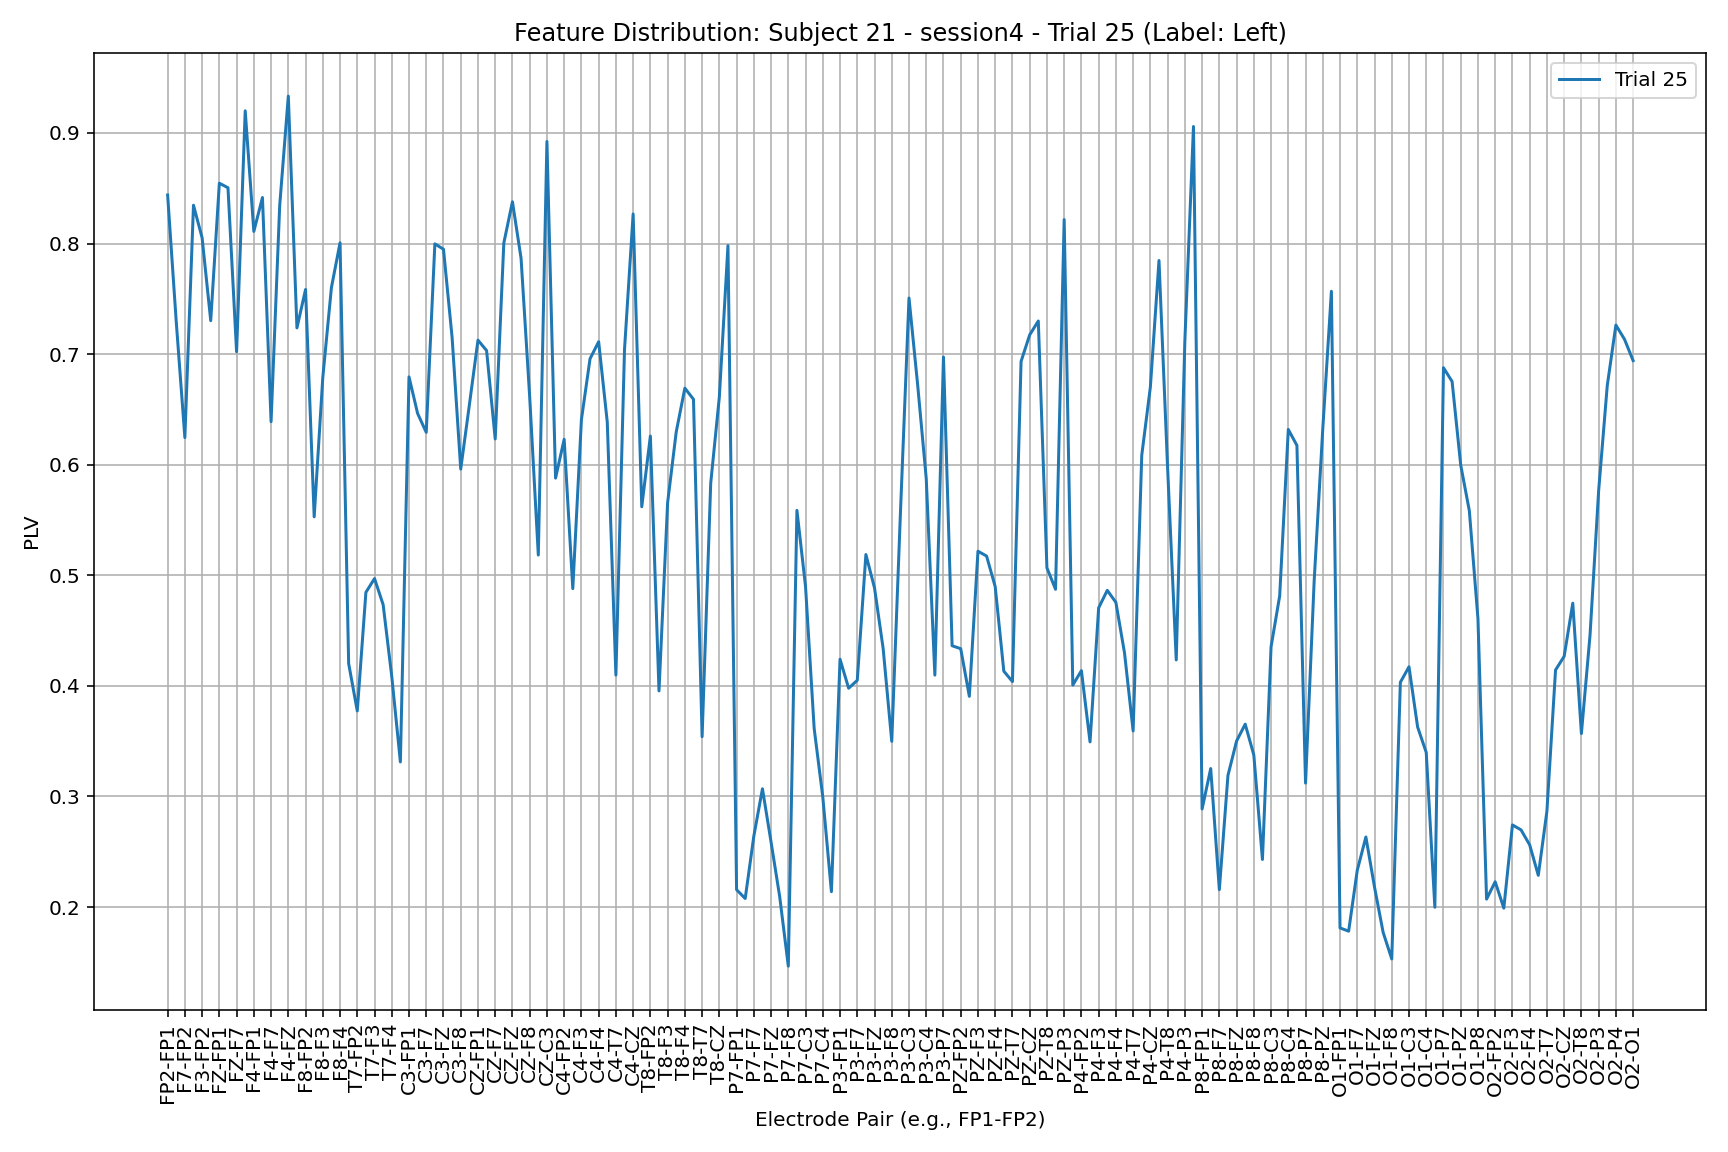 Feature Distribution: Subject 21 - session4 - Trial 25 (Label: Left)
Trial 25
PLV
0.9
0.8
0.7
0.6
0.5
0.4
0.3
0.2
FP2-FP1
F7-FP2
F3-FP2
FZ-FP1
FZ-F7
F4-FP1
F4-F7
F4-FZ
F8-FP2
F8-F3
F8-F4
T7-FP2
T7-F3
T7-F4
C3-FP1
C3-F7
C3-FZ
C3-F8
CZ-FP1
CZ-F7
CZ-FZ
CZ-F8
CZ-C3
C4-FP2
C4-F3
C4-F4
C4-T7
C4-CZ
T8-FP2
T8-F3
T8-F4
T8-T7
T8-CZ
P7-FP1
P7-F7
P7-FZ
P7-F8
P7-C3
P7-C4
P3-FP1
P3-F7
P3-FZ
P3-F8
P3-C3
P3-C4
P3-P7
PZ-FP2
PZ-F3
PZ-F4
PZ-T7
PZ-CZ
PZ-T8
PZ-P3
P4-FP2
P4-F3
P4-F4
P4-T7
P4-CZ
P4-T8
P4-P3
P8-FP1
P8-F7
P8-FZ
P8-F8
P8-C3
P8-C4
P8-P7
P8-PZ
O1-FP1
O1-F7
O1-FZ
O1-F8
O1-C3
O1-C4
O1-P7
O1-PZ
O1-P8
O2-FP2
O2-F3
O2-F4
O2-T7
O2-CZ
O2-T8
O2-P3
O2-P4
O2-O1
Electrode Pair (e.g., FP1-FP2)